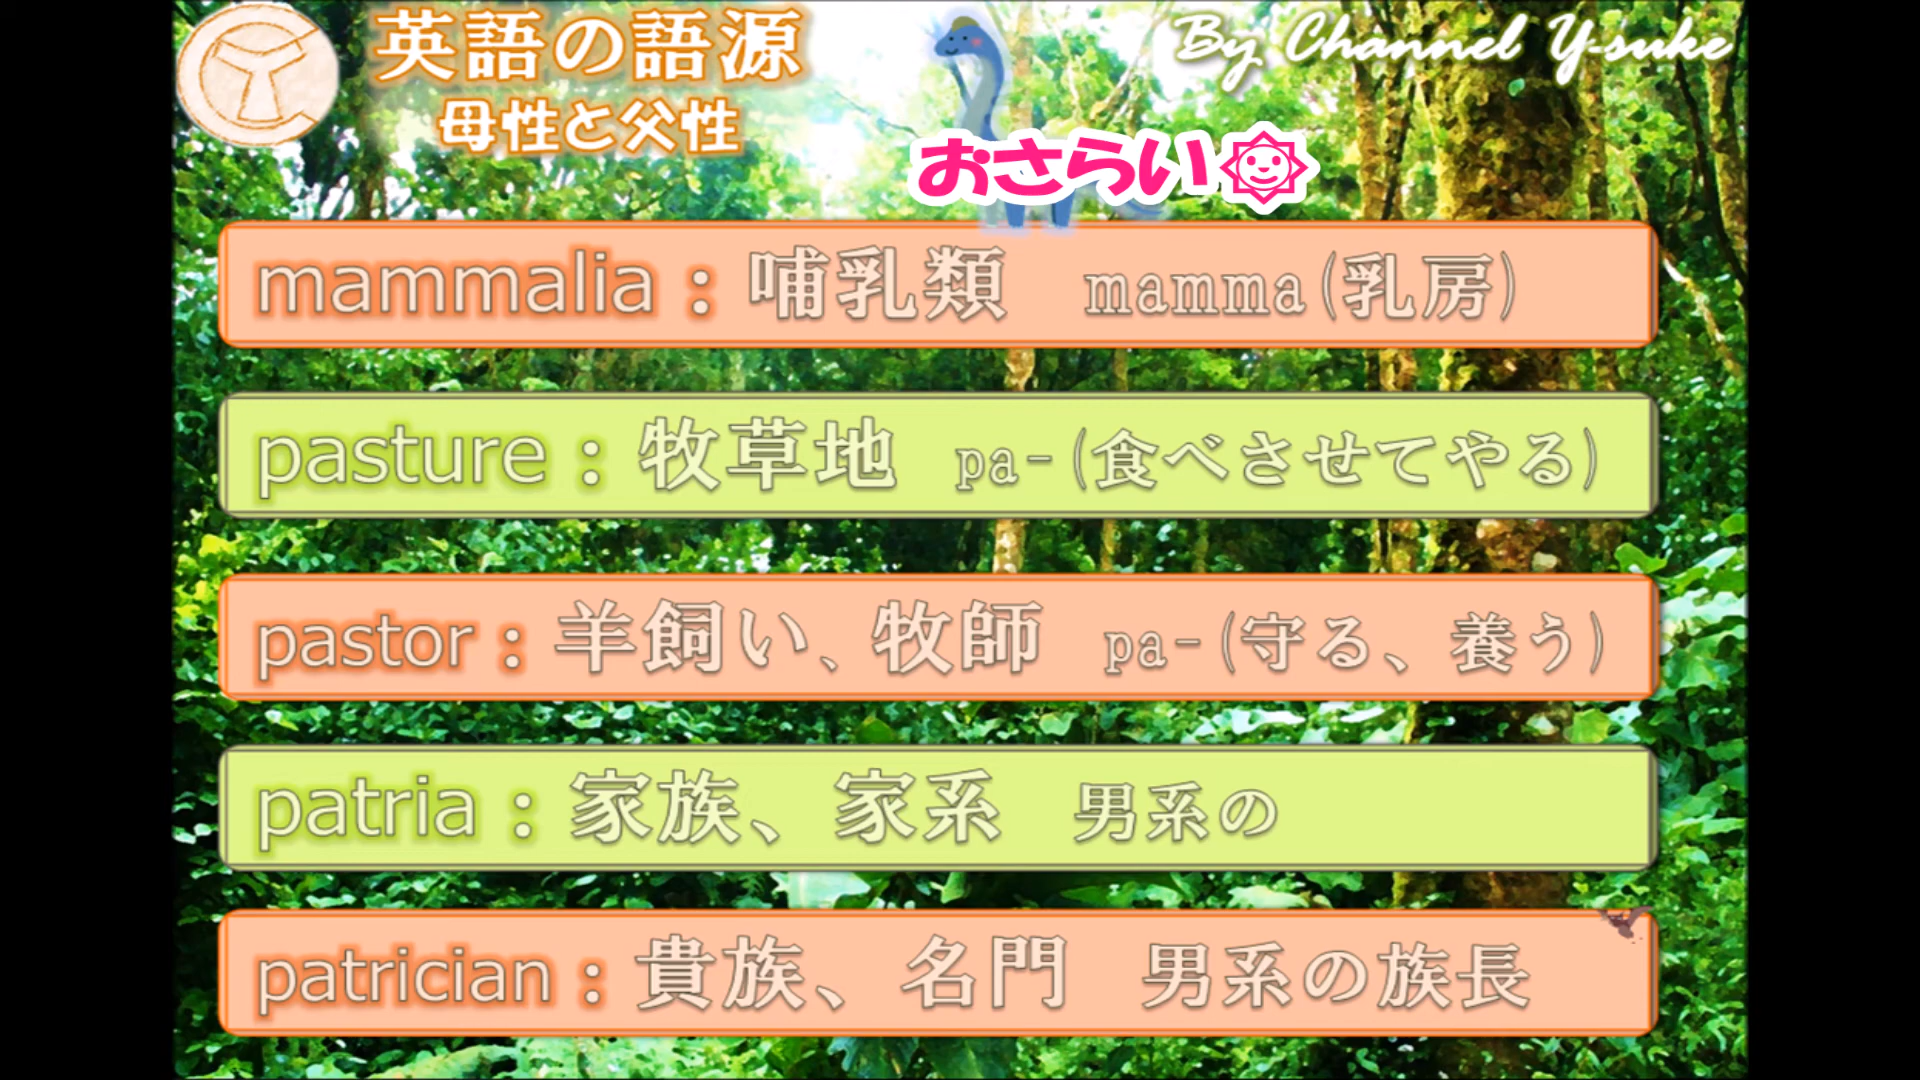 英語の語源
母性と父性
By Channel Y-suke
おさらい
mammalia：哺乳類　mamma(乳房)
pasture：牧草地　pa-(食べさせてやる)
pastor：羊飼い、牧師　pa-(守る、養う)
patria：家族、家系　男系の
patrician：貴族、名門　男系の族長